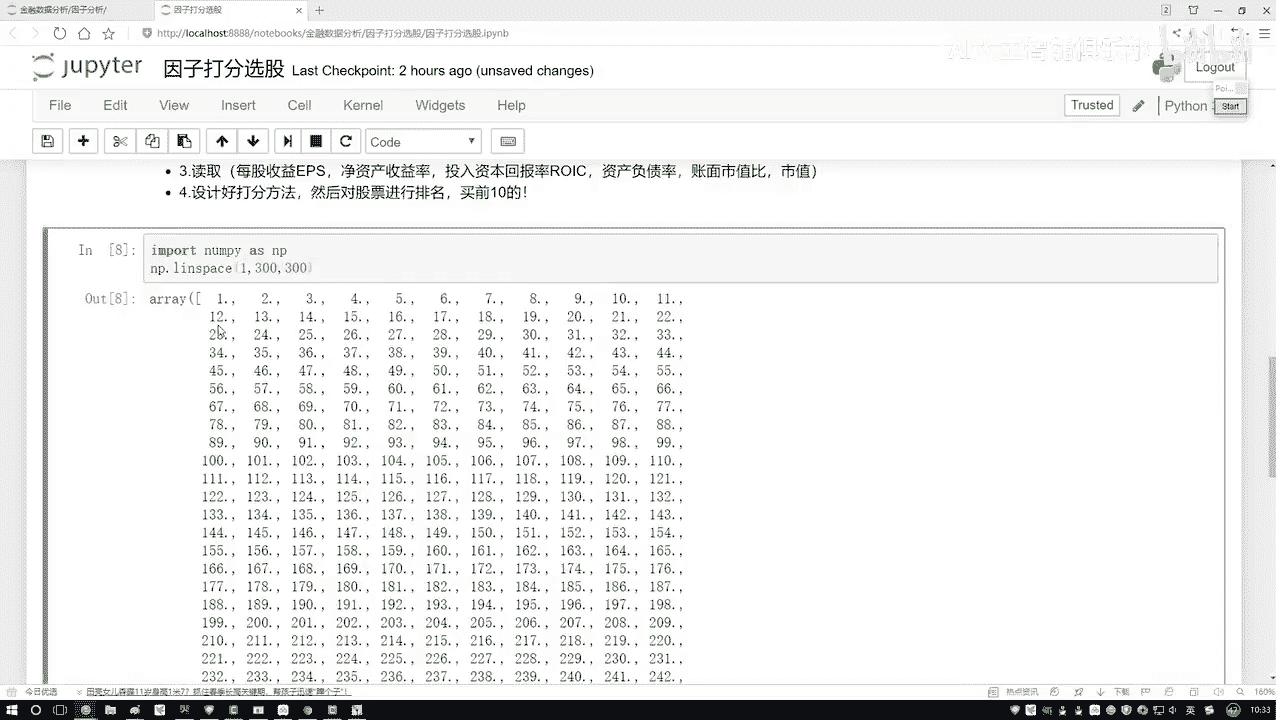 金融数据分析/因子分析/
因子打分选股
http://localhost:8888/notebooks/金融数据分析/因子打分选股/因子打分选股.ipynb
jupyter 因子打分选股 Last Checkpoint: 2 hours ago (unsaved changes)
Logout
File Edit View Insert Cell Kernel Widgets Help
Trusted Python
Start
Code
3.读取（每股收益EPS，净资产收益率，投入资本回报率ROIC，资产负债率，账面市值比，市值）
4.设计好打分方法，然后对股票进行排名，买前10的！
In [8]: import numpy as np
np.linspace(1,300,300)
Out[8]: array([ 1., 2., 3., 4., 5., 6., 7., 8., 9., 10., 11.,
12., 13., 14., 15., 16., 17., 18., 19., 20., 21., 22.,
23., 24., 25., 26., 27., 28., 29., 30., 31., 32., 33.,
34., 35., 36., 37., 38., 39., 40., 41., 42., 43., 44.,
45., 46., 47., 48., 49., 50., 51., 52., 53., 54., 55.,
56., 57., 58., 59., 60., 61., 62., 63., 64., 65., 66.,
67., 68., 69., 70., 71., 72., 73., 74., 75., 76., 77.,
78., 79., 80., 81., 82., 83., 84., 85., 86., 87., 88.,
89., 90., 91., 92., 93., 94., 95., 96., 97., 98., 99.,
100., 101., 102., 103., 104., 105., 106., 107., 108., 109., 110.,
111., 112., 113., 114., 115., 116., 117., 118., 119., 120., 121.,
122., 123., 124., 125., 126., 127., 128., 129., 130., 131., 132.,
133., 134., 135., 136., 137., 138., 139., 140., 141., 142., 143.,
144., 145., 146., 147., 148., 149., 150., 151., 152., 153., 154.,
155., 156., 157., 158., 159., 160., 161., 162., 163., 164., 165.,
166., 167., 168., 169., 170., 171., 172., 173., 174., 175., 176.,
177., 178., 179., 180., 181., 182., 183., 184., 185., 186., 187.,
188., 189., 190., 191., 192., 193., 194., 195., 196., 197., 198.,
199., 200., 201., 202., 203., 204., 205., 206., 207., 208., 209.,
210., 211., 212., 213., 214., 215., 216., 217., 218., 219., 220.,
221., 222., 223., 224., 225., 226., 227., 228., 229., 230., 231.,
232., 233., 234., 235., 236., 237., 238., 239., 240., 241., 242.,
今日优选
热点资讯 下载 160%
英 10:33